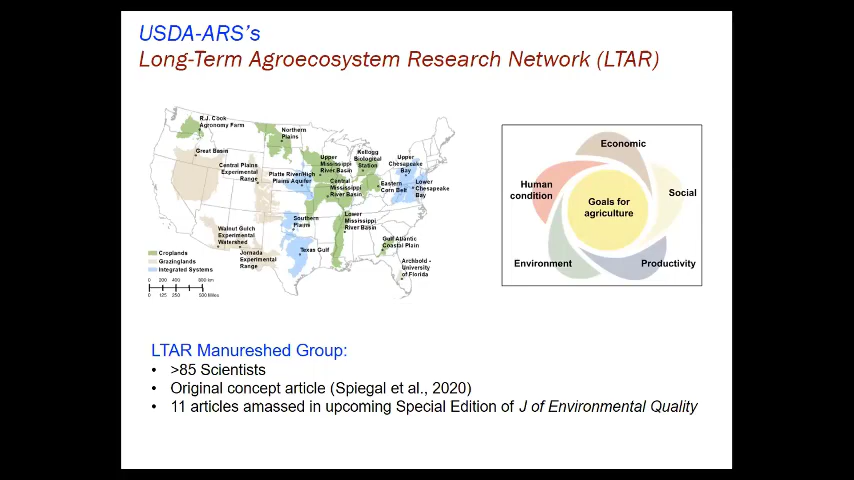 USDA-ARS's
Long-Term Agroecosystem Research Network (LTAR)
R.J. Cook
Agronomy Farm
Northern
Plains
Great Basin
Central Plains
Experimental
Range
Platte River/High
Plains Aquifer
Upper
Mississippi
River Basin
Kellogg
Biological
Station
Upper
Chesapeake
Bay
Central
Mississippi
River Basin
Eastern
Corn Belt
Lower
Chesapeake
Bay
Southern
Plains
Lower
Mississippi
River Basin
Walnut Gulch
Experimental
Watershed
Jornada
Experimental
Range
Texas Gulf
Gulf Atlantic
Coastal Plain
Archbold -
University
of Florida
Croplands
Grazinglands
Integrated Systems
0 200 400 800 km
0 125 250 500 Miles
Economic
Human
condition
Social
Goals for
agriculture
Environment
Productivity
LTAR Manureshed Group:
• >85 Scientists
• Original concept article (Spiegal et al., 2020)
• 11 articles amassed in upcoming Special Edition of J of Environmental Quality